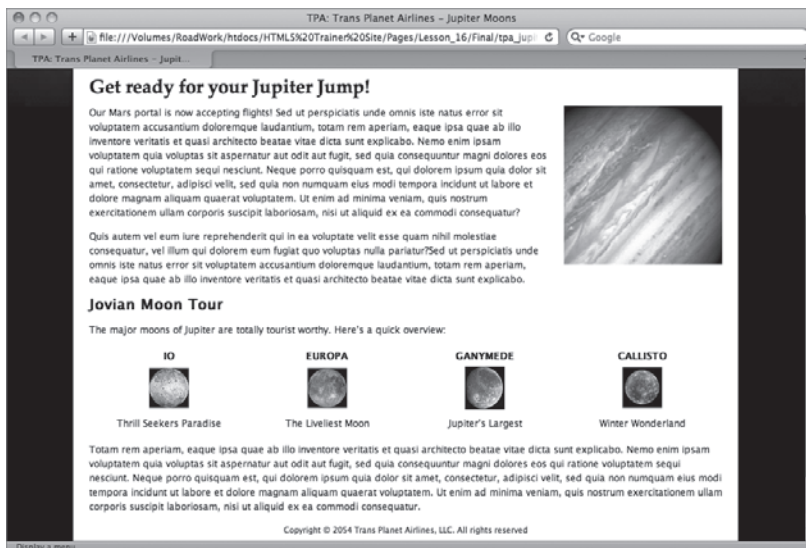 TPA: Trans Planet Airlines – Jupiter Moons
file:///Volumes/RoadWork/htdocs/HTML5%20Trainer%20Site/Pages/Lesson_16/Final/tpa_jupi
Google
TPA: Trans Planet Airlines – Jupit...
Get ready for your Jupiter Jump!
Our Mars portal is now accepting flights! Sed ut perspiciatis unde omnis iste natus error sit
voluptatem accusantium doloremque laudantium, totam rem aperiam, eaque ipsa quae ab illo
inventore veritatis et quasi architecto beatae vitae dicta sunt explicabo. Nemo enim ipsam
voluptatem quia voluptas sit aspernatur aut odit aut fugit, sed quia consequuntur magni dolores eos
qui ratione voluptatem sequi nesciunt. Neque porro quisquam est, qui dolorem ipsum quia dolor sit
amet, consectetur, adipisci velit, sed quia non numquam eius modi tempora incidunt ut labore et
dolore magnam aliquam quaerat voluptatem. Ut enim ad minima veniam, quis nostrum
exercitationem ullam corporis suscipit laboriosam, nisi ut aliquid ex ea commodi consequatur?
Quis autem vel eum iure reprehenderit qui in ea voluptate velit esse quam nihil molestiae
consequatur, vel illum qui dolorem eum fugiat quo voluptas nulla pariatur?Sed ut perspiciatis unde
omnis iste natus error sit voluptatem accusantium doloremque laudantium, totam rem aperiam,
eaque ipsa quae ab illo inventore veritatis et quasi architecto beatae vitae dicta sunt explicabo.
Jovian Moon Tour
The major moons of Jupiter are totally tourist worthy. Here's a quick overview:
IO EUROPA GANYMEDE CALLISTO
Thrill Seekers Paradise The Liveliest Moon Jupiter's Largest Winter Wonderland
Totam rem aperiam, eaque ipsa quae ab illo inventore veritatis et quasi architecto beatae vitae dicta sunt explicabo. Nemo enim ipsam
voluptatem quia voluptas sit aspernatur aut odit aut fugit, sed quia consequuntur magni dolores eos qui ratione voluptatem sequi
nesciunt. Neque porro quisquam est, qui dolorem ipsum quia dolor sit amet, consectetur, adipisci velit, sed quia non numquam eius modi
tempora incidunt ut labore et dolore magnam aliquam quaerat voluptatem. Ut enim ad minima veniam, quis nostrum exercitationem ullam
corporis suscipit laboriosam, nisi ut aliquid ex ea commodi consequatur.
Copyright © 2054 Trans Planet Airlines, LLC. All rights reserved
Display a menu